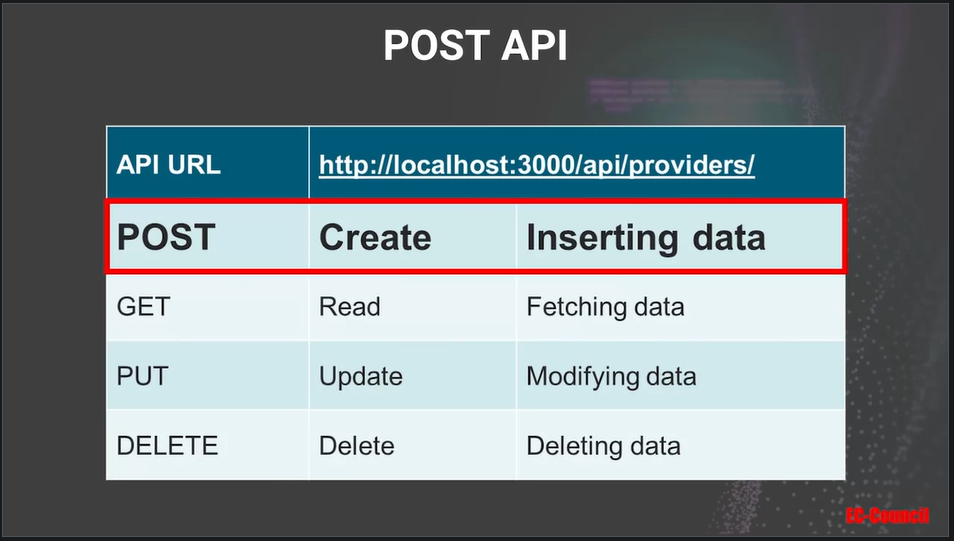 POST API
API URL http://localhost:3000/api/providers/
POST Create Inserting data
GET Read Fetching data
PUT Update Modifying data
DELETE Delete Deleting data
EC-Council